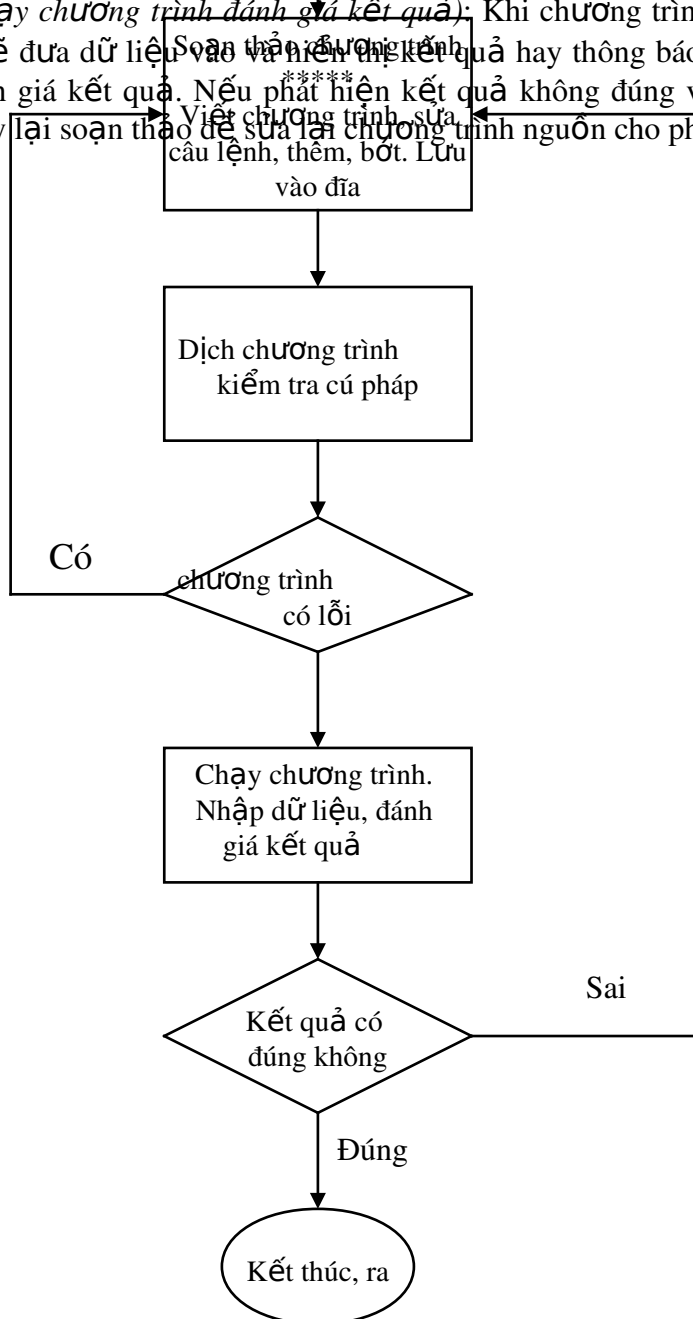 ạy chương trình đánh giá kết quả): Khi chương trìn
ẽ đưa dữ liệu vào và hiển thị kết quả hay thông báo
n giá kết quả. Nếu phát hiện kết quả không đúng v
y lại soạn thảo để sửa lại chương trình nguồn cho ph
Soạn thảo chương trình
*****
Viết chương trình, sửa
câu lệnh, thêm, bớt. Lưu
vào đĩa
Dịch chương trình
kiểm tra cú pháp
Có
chương trình
có lỗi
Chạy chương trình.
Nhập dữ liệu, đánh
giá kết quả
Sai
Kết quả có
đúng không
Đúng
Kết thúc, ra